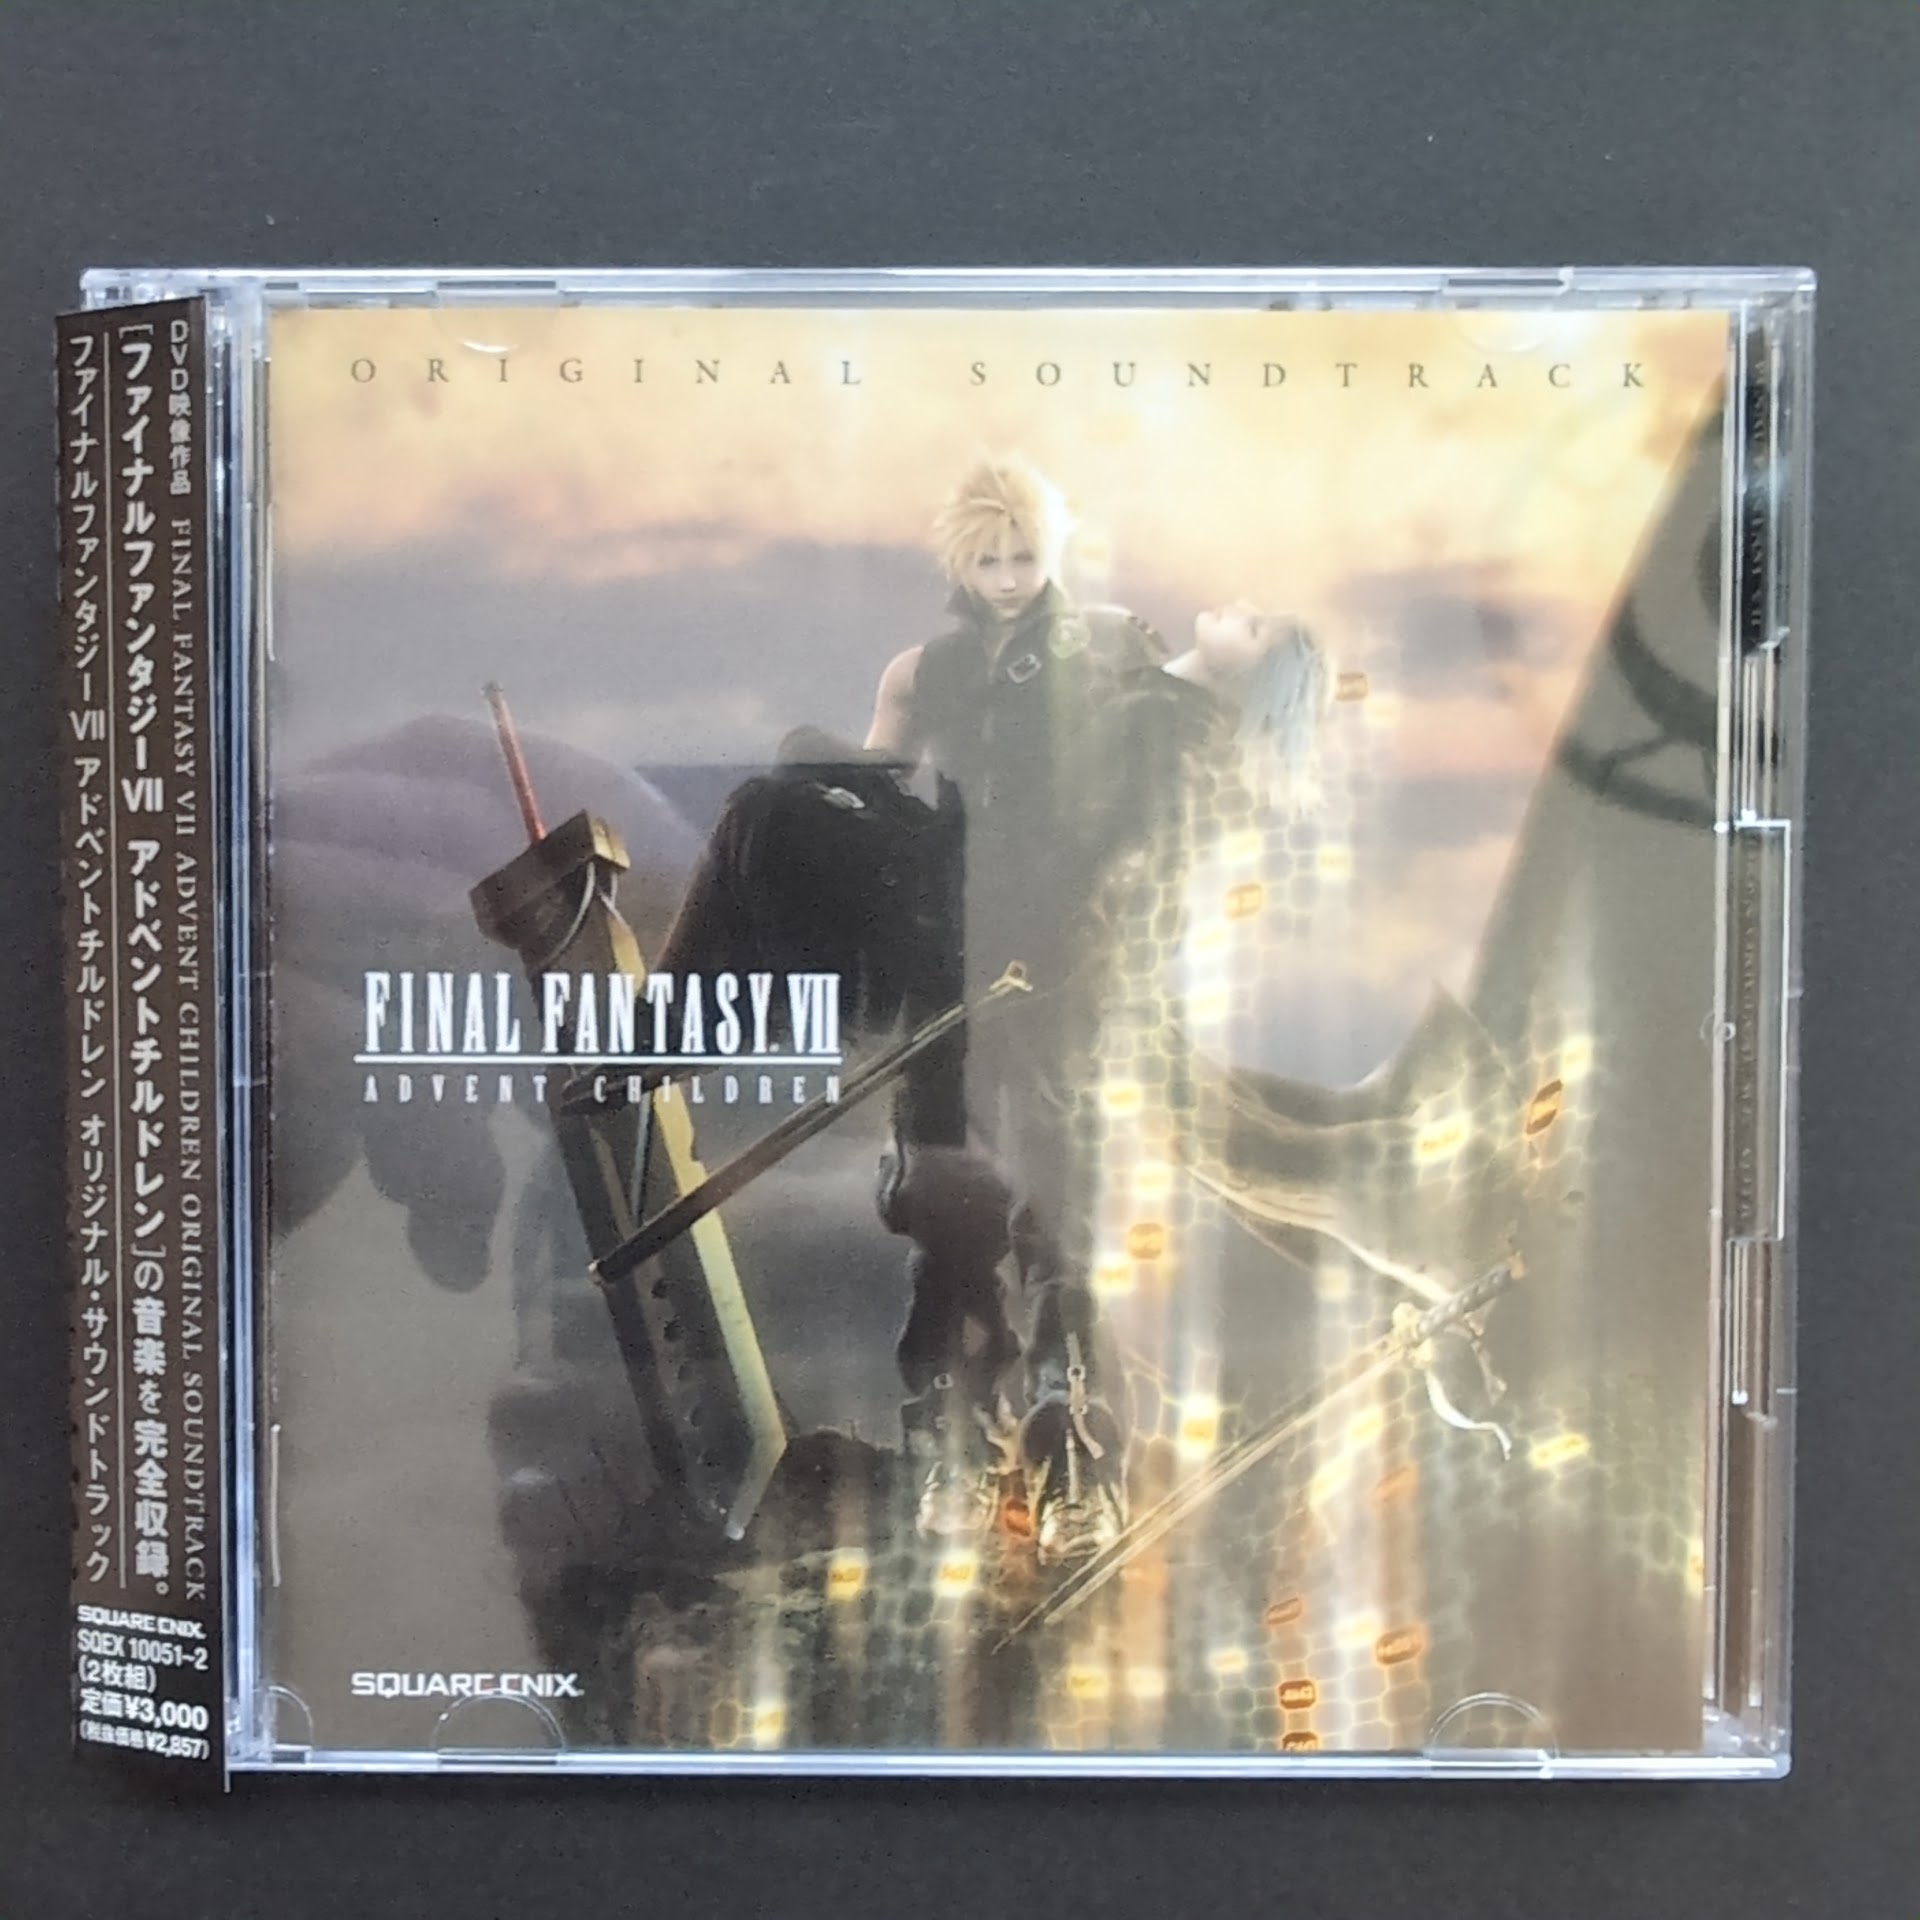 DVD映像作品 FINAL FANTASY VII ADVENT CHILDREN ORIGINAL SOUNDTRACK
[ファイナルファンタジーVII アドベントチルドレン]の音楽を完全収録。
ファイナルファンタジーVII アドベントチルドレン オリジナル・サウンドトラック
SQUARE ENIX.
SQEX 10051~2
(2枚組)
定価¥3,000
(税抜価格¥2,857)
ORIGINAL SOUNDTRACK
FINAL FANTASY VII
ADVENT CHILDREN
SQUARE ENIX.